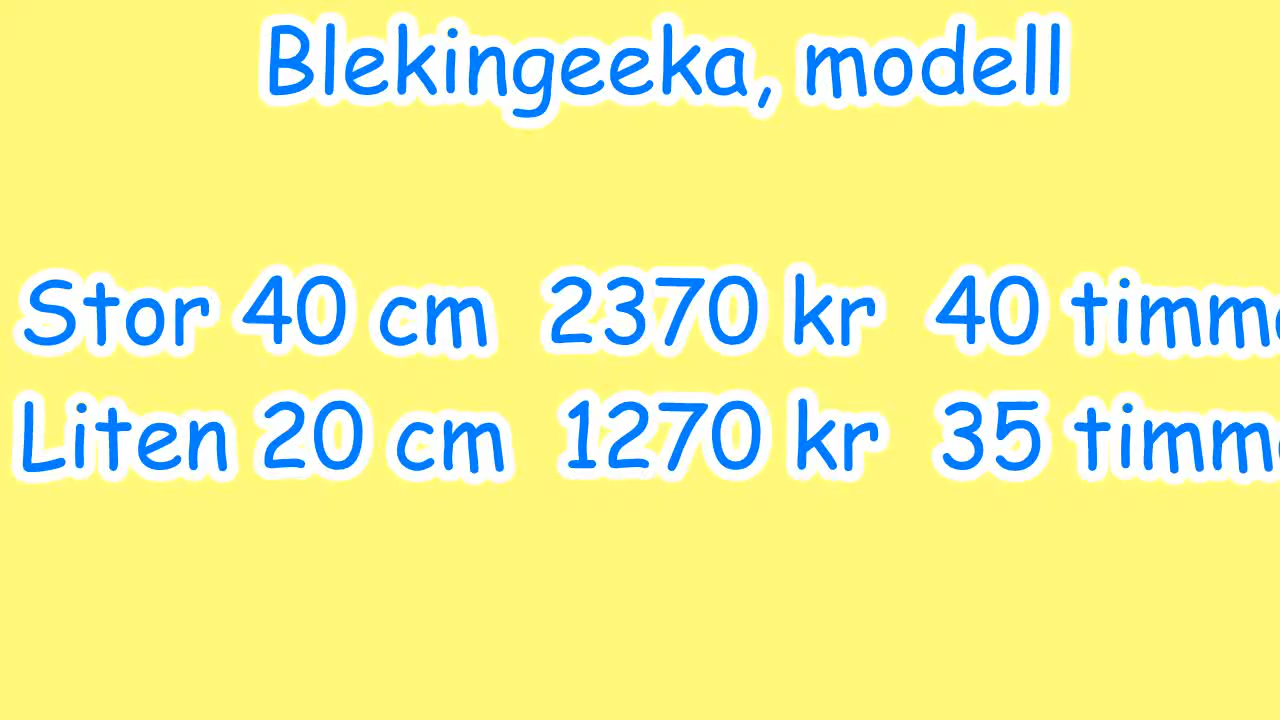 Blekingeeka, modell
Stor 40 cm 2370 kr 40
Liten 20 cm 1270 kr 35